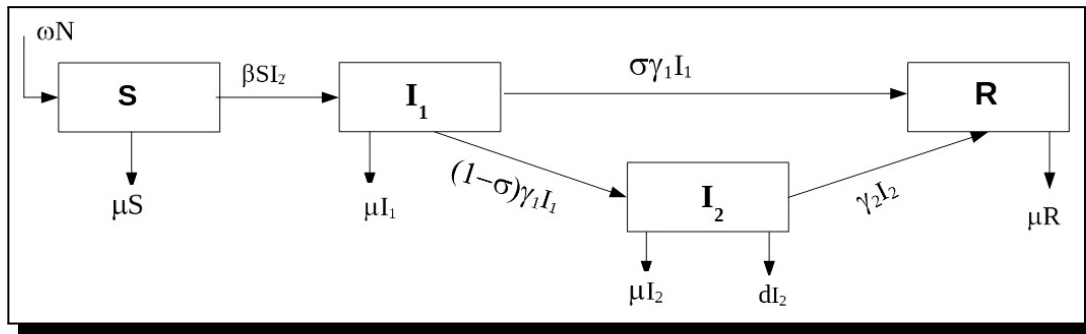 ωN
S
βSI₂
I₁
σγ₁I₁
R
μS
μI₁
(1−σ)γ₁I₁
I₂
γ₂I₂
μR
μI₂
dI₂